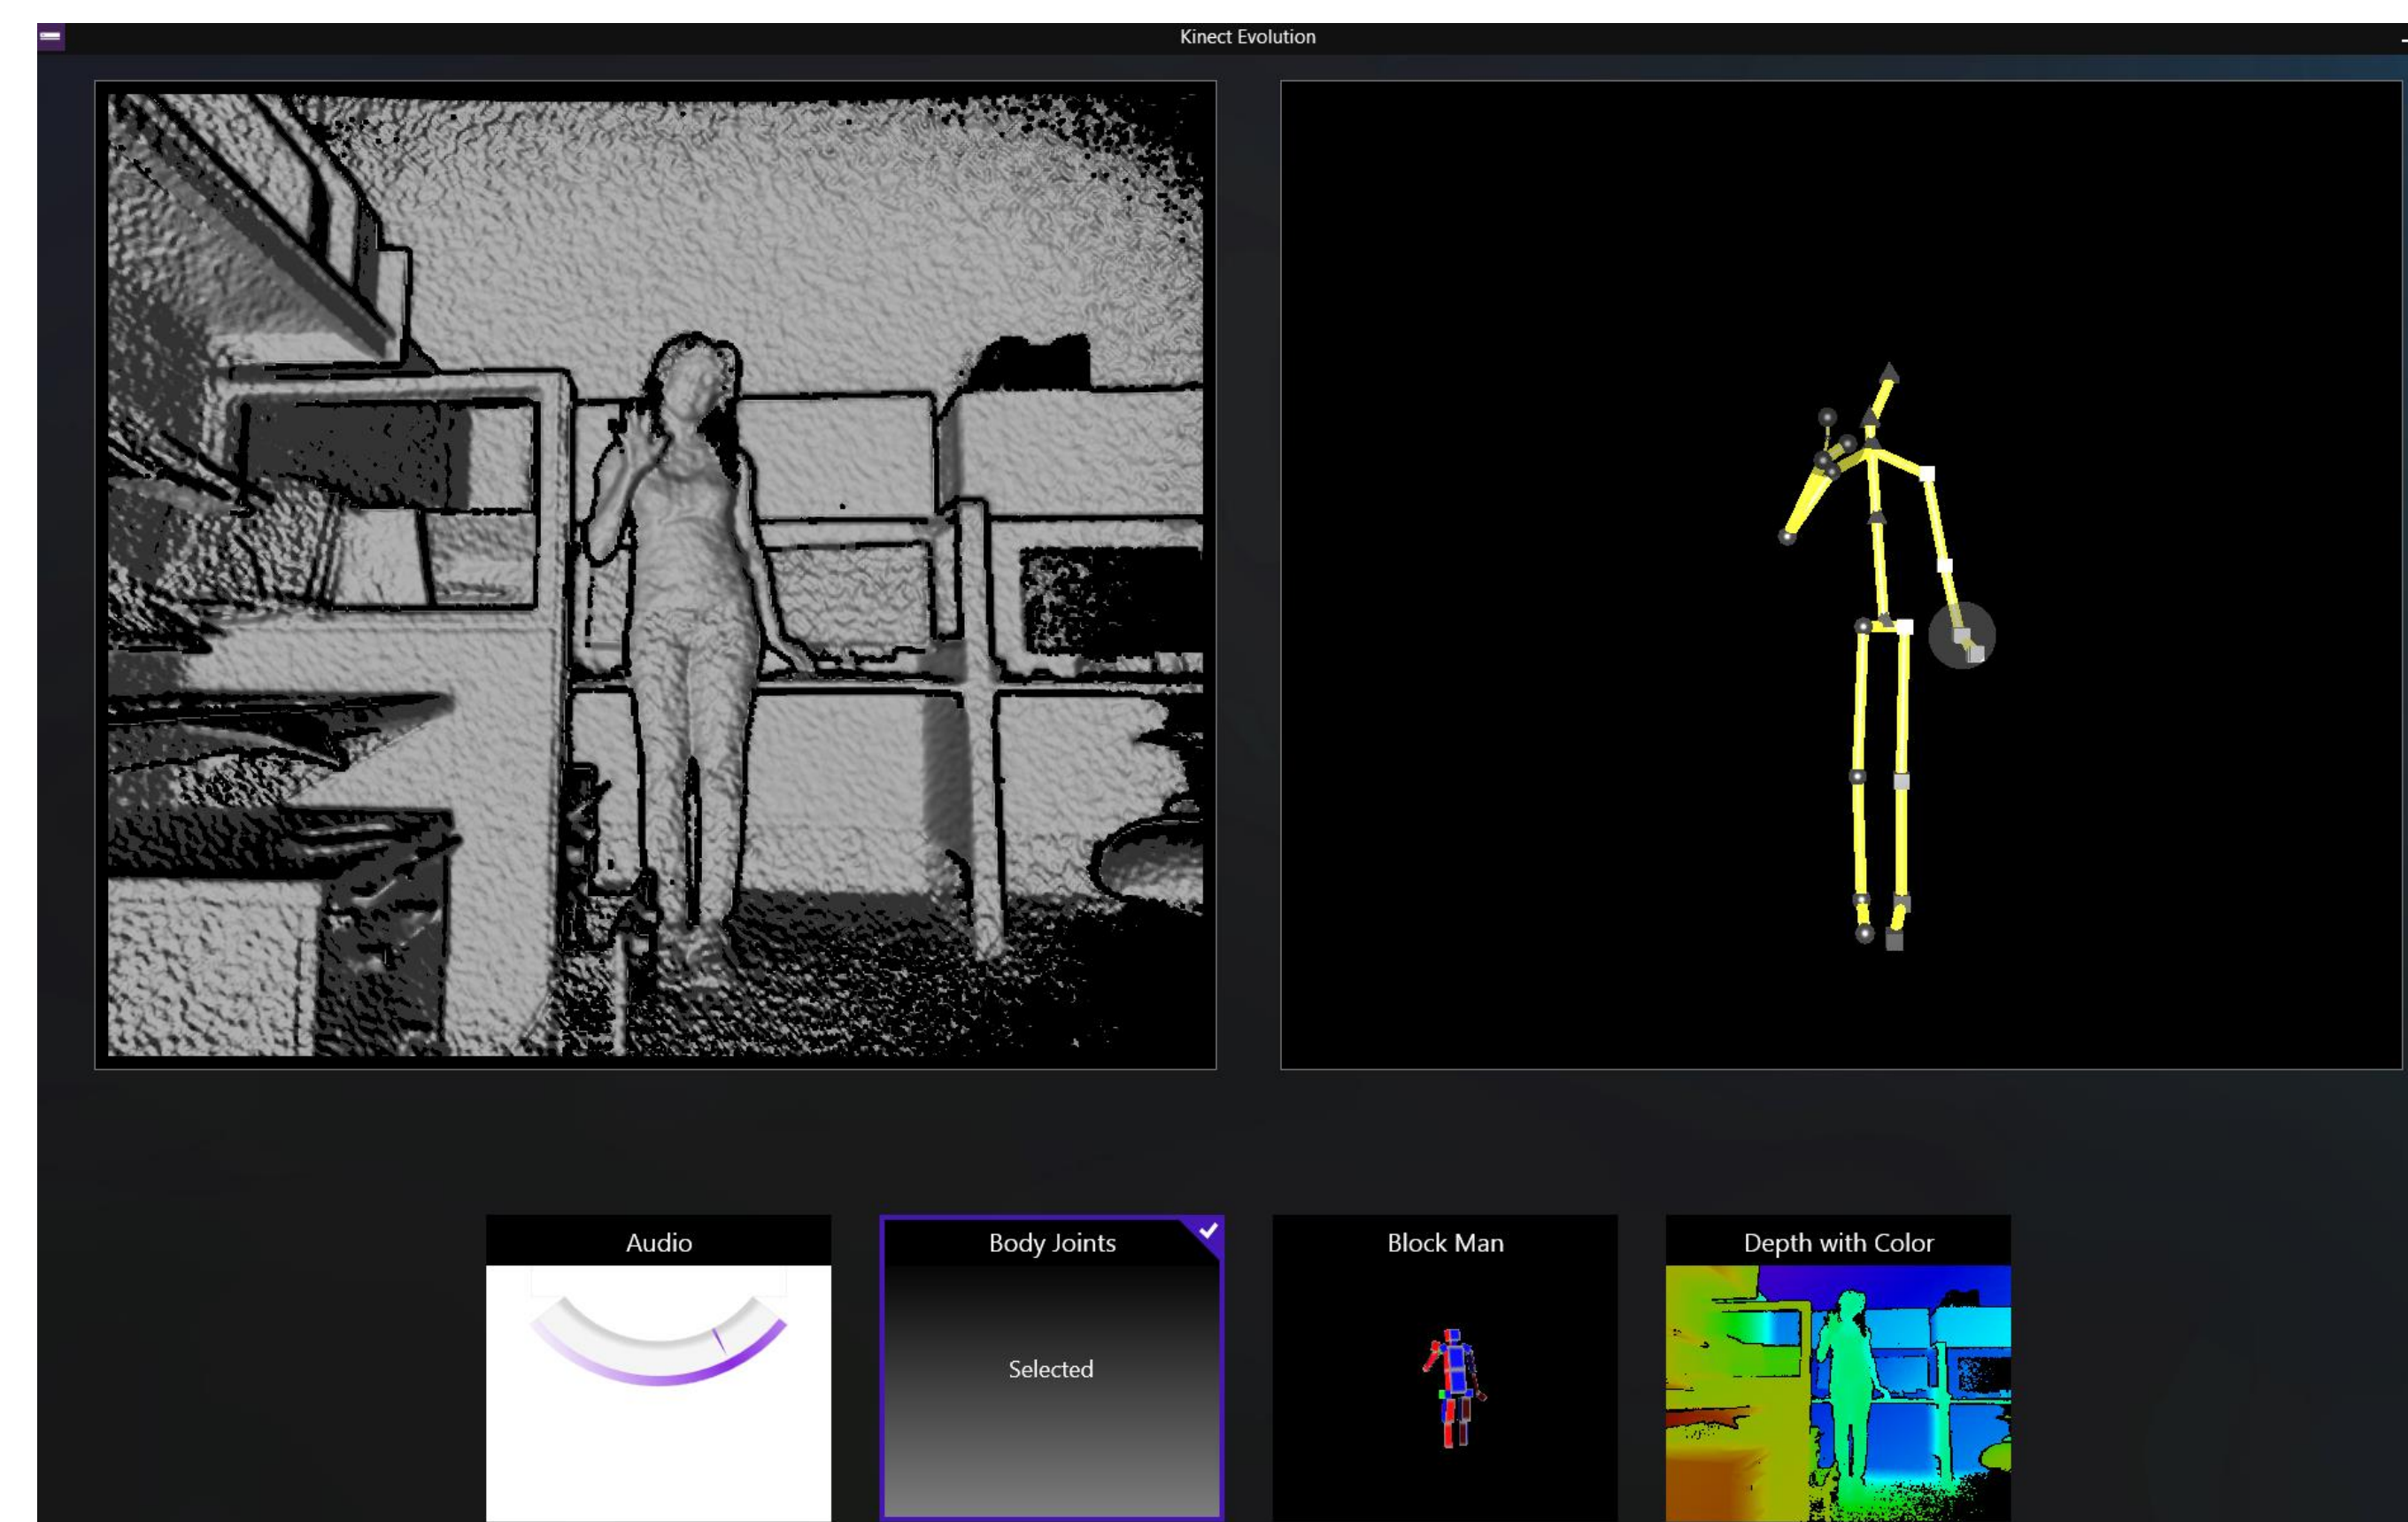 Kinect Evolution
Audio
Body Joints
Block Man
Depth with Color
Selected